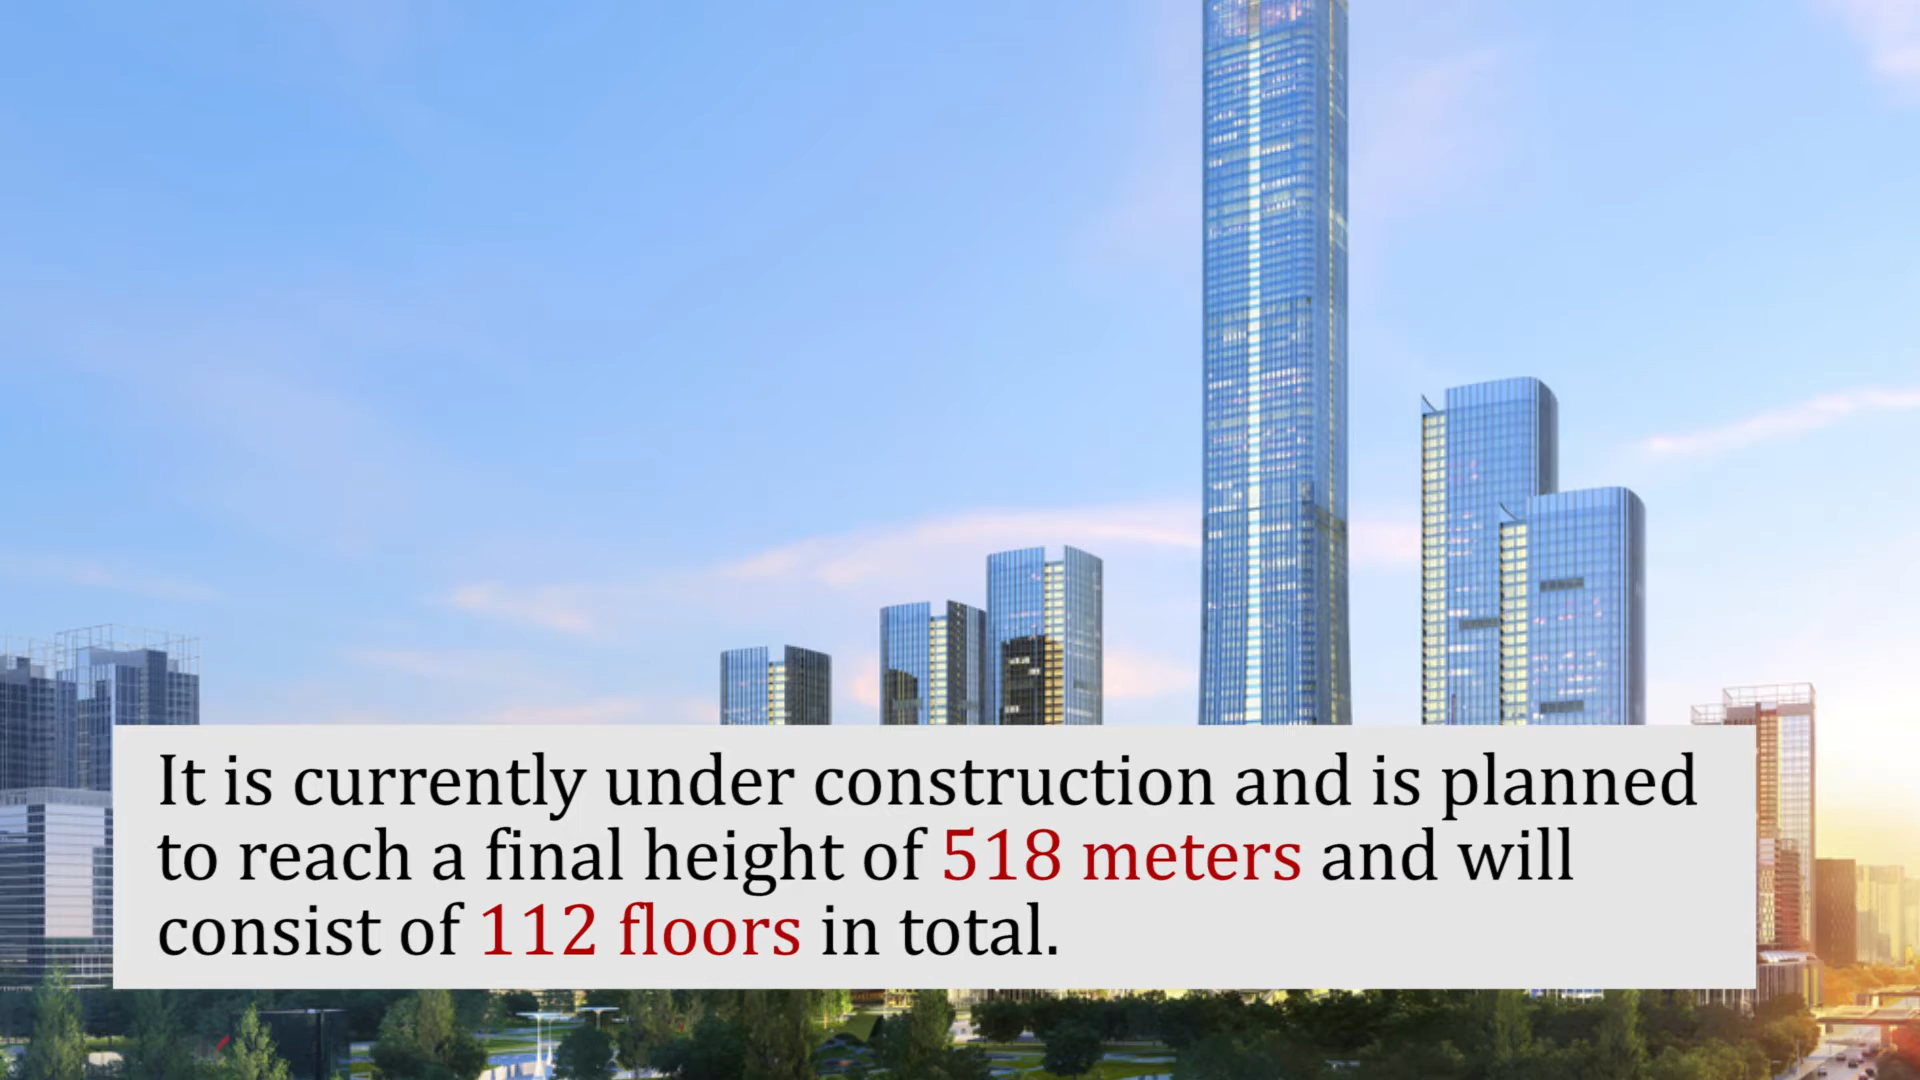 It is currently under construction and is planned
to reach a final height of 518 meters and will
consist of 112 floors in total.